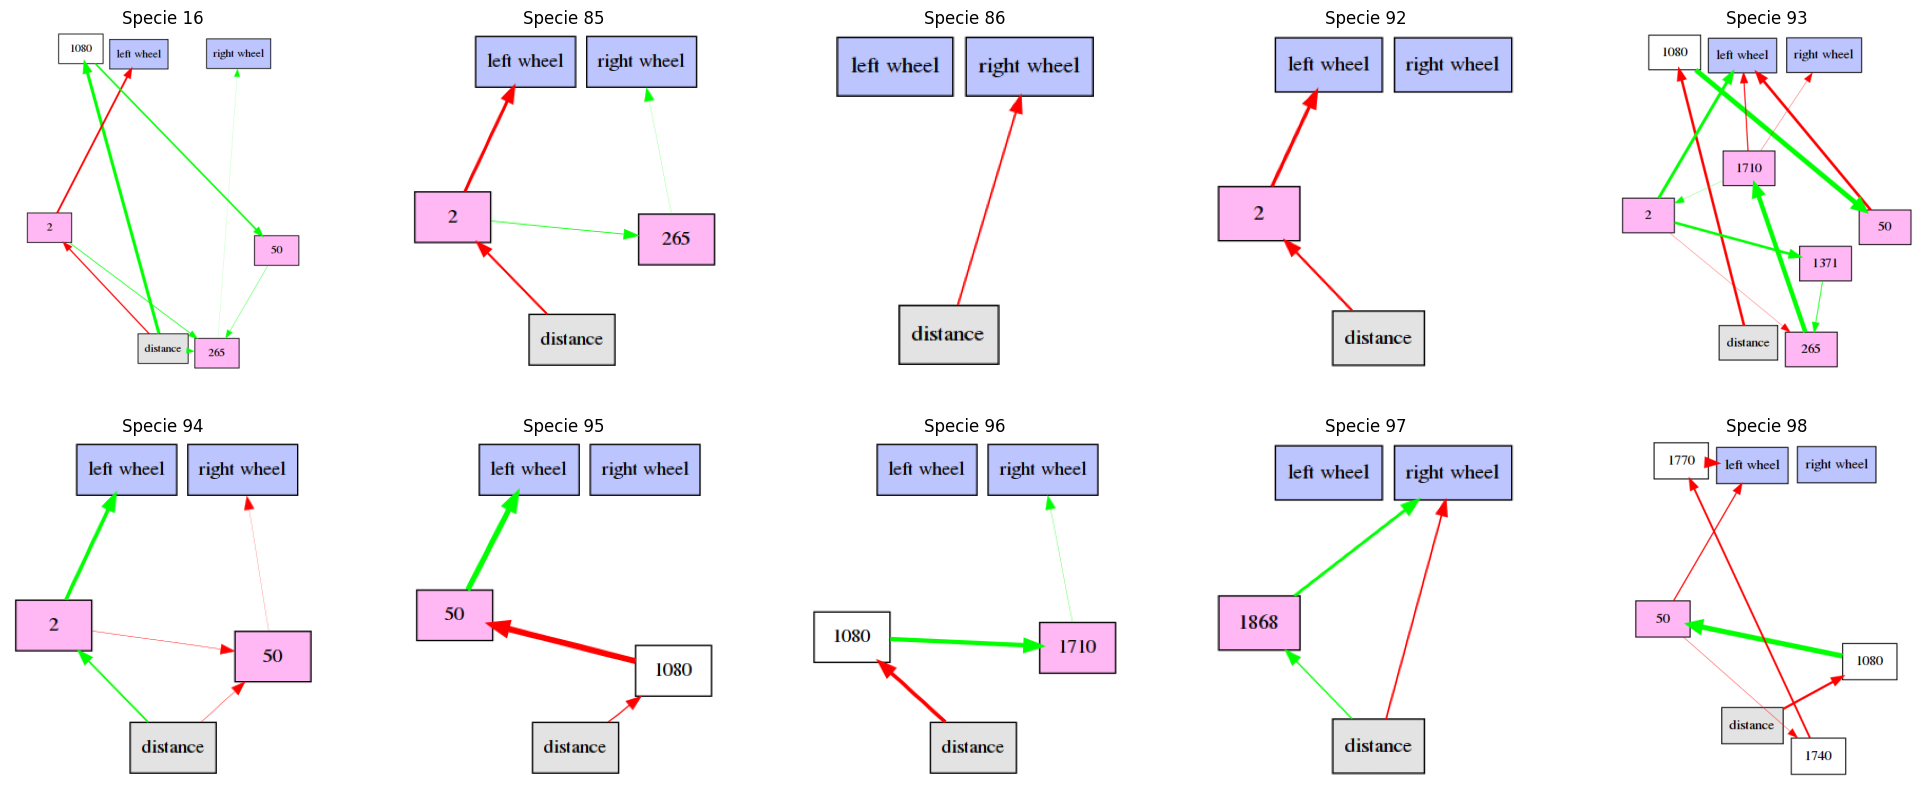 Specie 16
1080
left wheel
right wheel
2
50
distance
265
Specie 85
left wheel
right wheel
2
265
distance
Specie 86
left wheel
right wheel
distance
Specie 92
left wheel
right wheel
2
distance
Specie 93
1080
left wheel
right wheel
1710
2
50
1371
distance
265
Specie 94
left wheel
right wheel
2
50
distance
Specie 95
left wheel
right wheel
50
1080
distance
Specie 96
left wheel
right wheel
1080
1710
distance
Specie 97
left wheel
right wheel
1868
distance
Specie 98
1770
left wheel
right wheel
50
1080
distance
1740